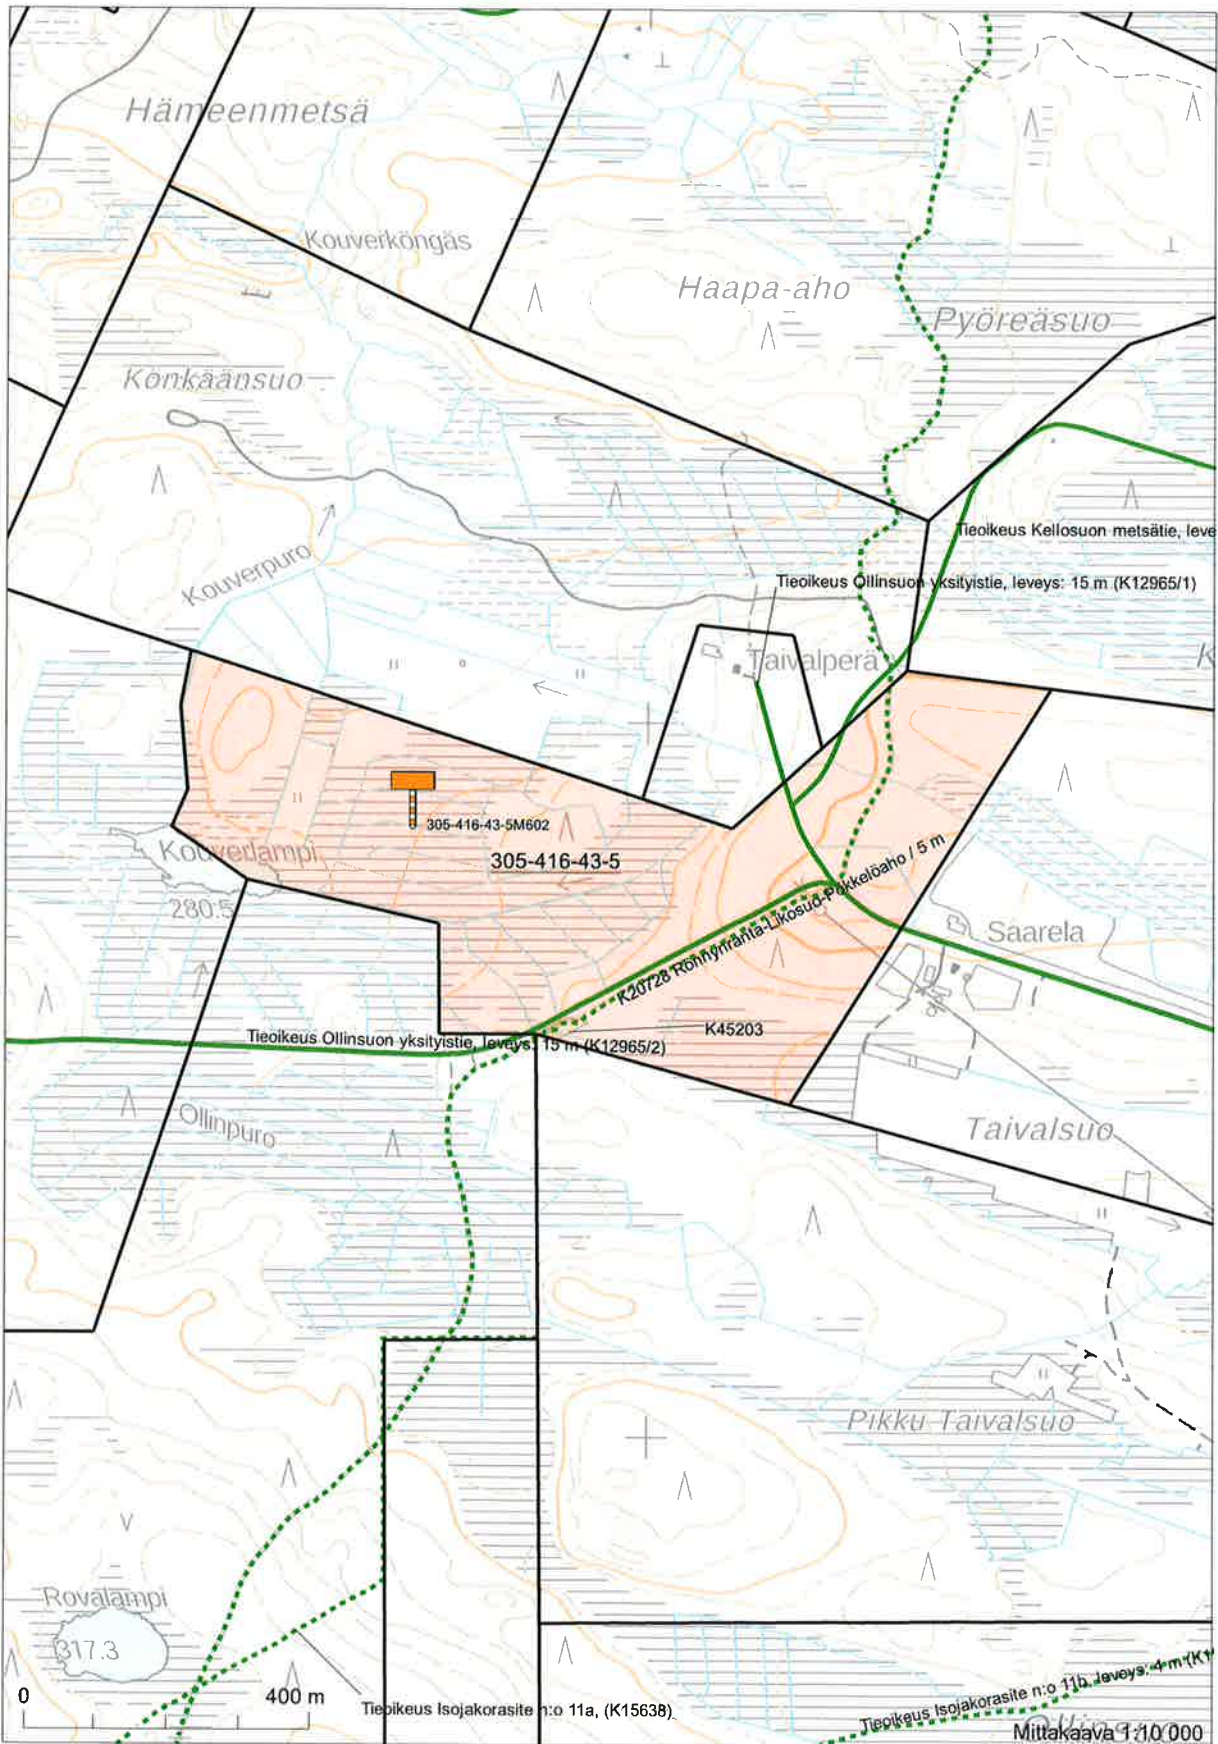 Hämeenmetsä
Kouverköngäs
Haapa-aho
Pyöreäsuo
Könkäänsuo
Tieoikeus Kellosuon metsätie, leve
Kouverpuro
Tieoikeus Ollinsuon yksityistie, leveys: 15 m (K12965/1)
Taivalperä
K
305-416-43-5M602
Kouverlampi
305-416-43-5
280.5
K20728 Rönhynranta-Likosuo-Pökkelöaho / 5 m
Saarela
K45203
Tieoikeus Ollinsuon yksityistie, leveys: 15 m (K12965/2)
Ollinpuro
Taivalsuo
Pikku Taivalsuo
Rovalampi
317.3
0 400 m
Tieoikeus Isojakorasite n:o 11a, (K15638)
Tieoikeus Isojakorasite n:o 11b, leveys: 4 m (K1
Mittakaava 1:10 000